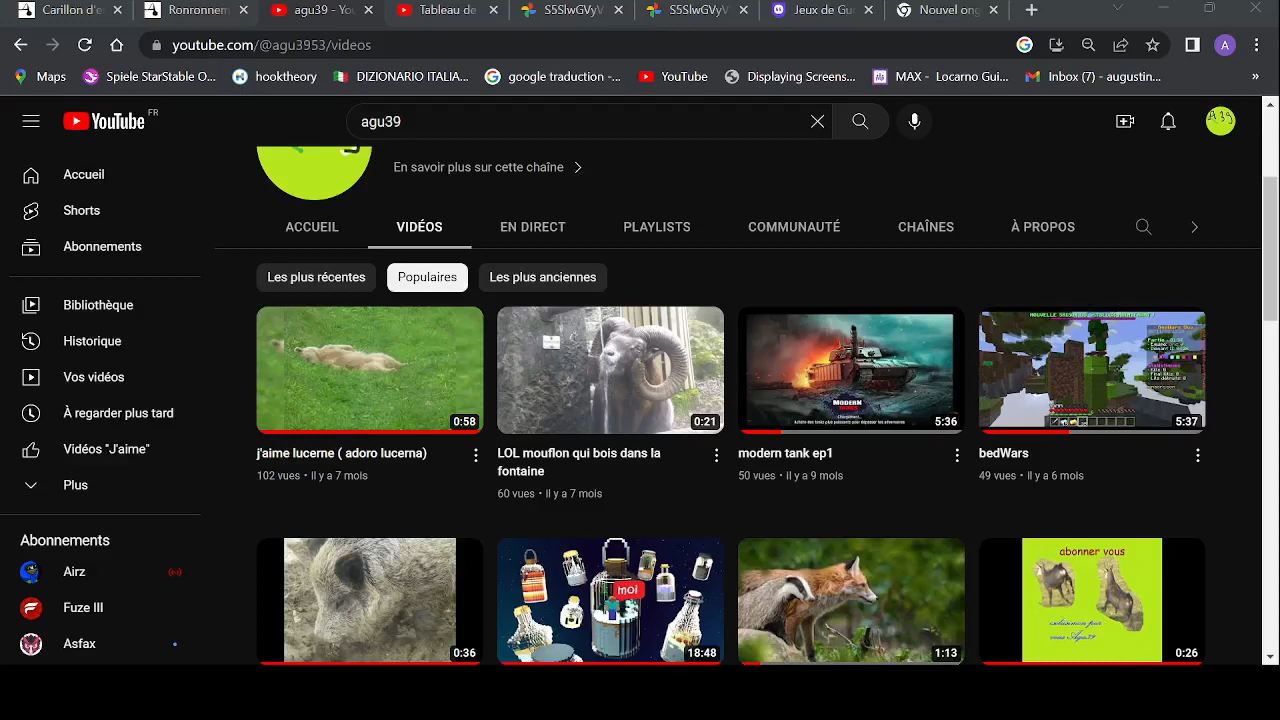 Carillon d'e
Ronronnem
agu39 - You
Tableau de
S5SlwGVyV
S5SlwGVyV
Jeux de Gu
Nouvel ong
youtube.com/@agu3953/videos
A
Maps
Spiele StarStable O...
hooktheory
DIZIONARIO ITALIA...
google traduction -...
YouTube
Displaying Screens...
MAX - Locarno Gui...
Inbox (7) - augustin...
»
YouTube FR
agu39
A39
En savoir plus sur cette chaîne
Accueil
Shorts
Abonnements
Bibliothèque
Historique
Vos vidéos
À regarder plus tard
Vidéos "J'aime"
Plus
Abonnements
Airz
Fuze III
Asfax
ACCUEIL
VIDÉOS
EN DIRECT
PLAYLISTS
COMMUNAUTÉ
CHAÎNES
À PROPOS
Les plus récentes
Populaires
Les plus anciennes
0:58
j'aime lucerne ( adoro lucerna)
102 vues • il y a 7 mois
0:21
LOL mouflon qui bois dans la
fontaine
60 vues • il y a 7 mois
MODERN
TANKS
5:36
modern tank ep1
50 vues • il y a 9 mois
5:37
bedWars
49 vues • il y a 6 mois
0:36
moi
18:48
1:13
abonner vous
0:26